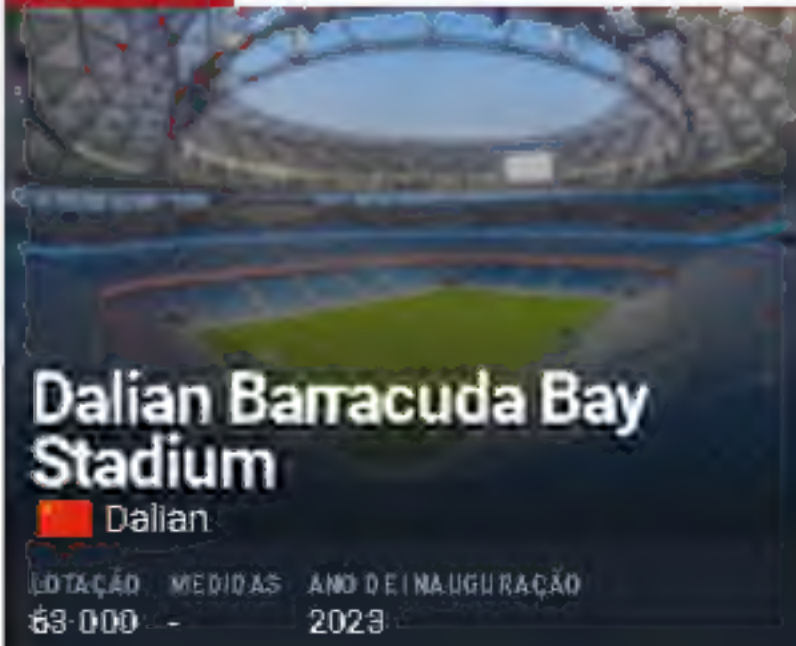 Dalian Barracuda Bay
Stadium
Dalian
LOTAÇÃO MEDIDAS ANO DE INAUGURAÇÃO
63 000 - 2023